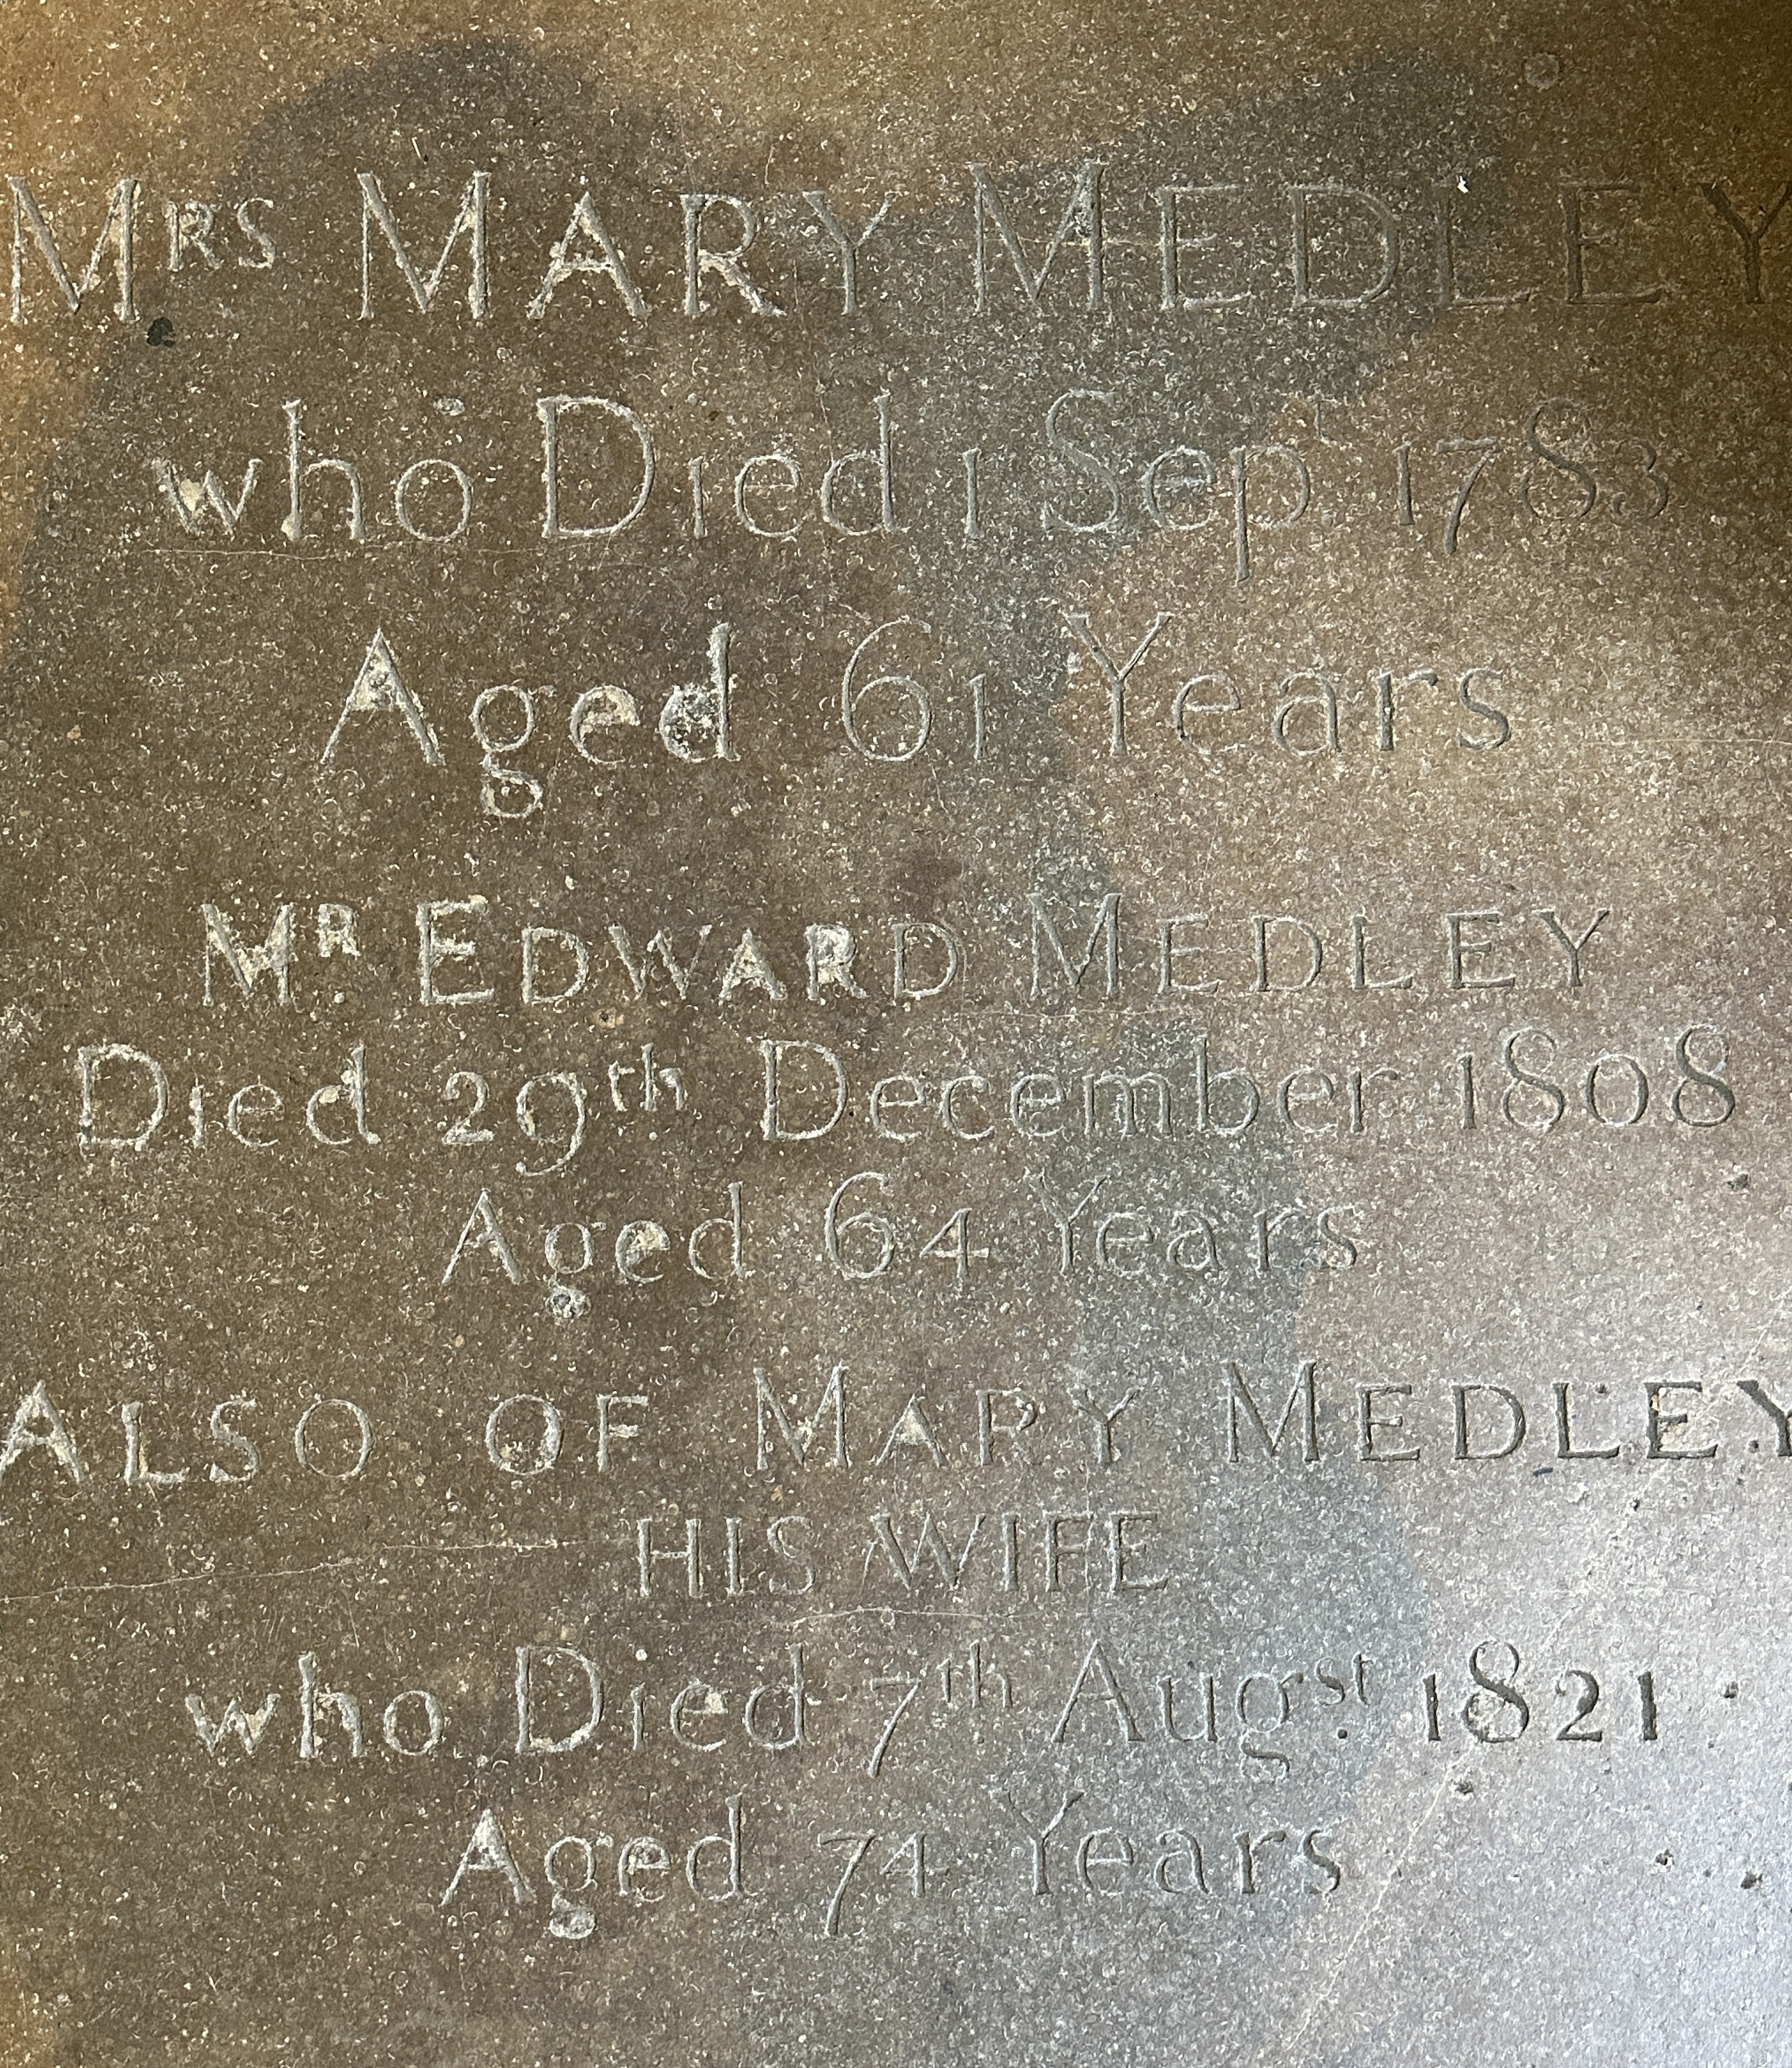 Mrs MARY MEDLEY
who Died 1 Sept 1783
Aged 61 Years
Mr. EDWARD MEDLEY
Died 29th December 1808
Aged 64 Years
ALSO OF MARY MEDLEY
HIS WIFE
who Died 7th Augst. 1821
Aged 74 Years